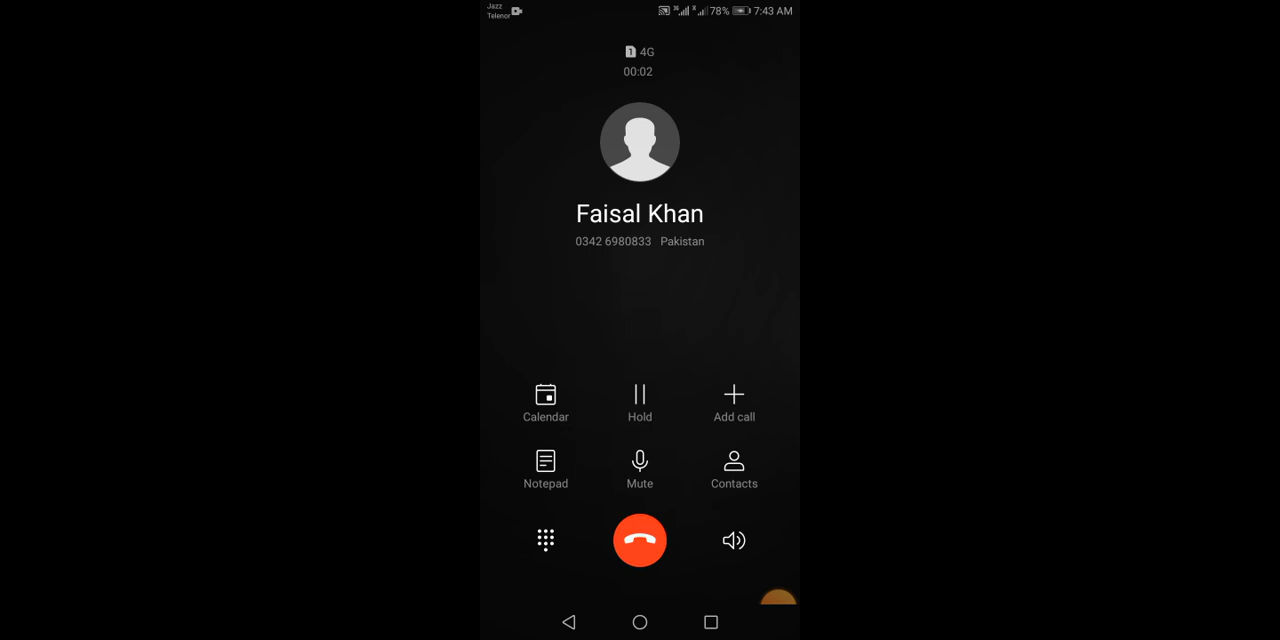 Jazz
Telenor
78% 7:43 AM
1 4G
00:02
Faisal Khan
0342 6980833 Pakistan
Calendar Hold Add call
Notepad Mute Contacts